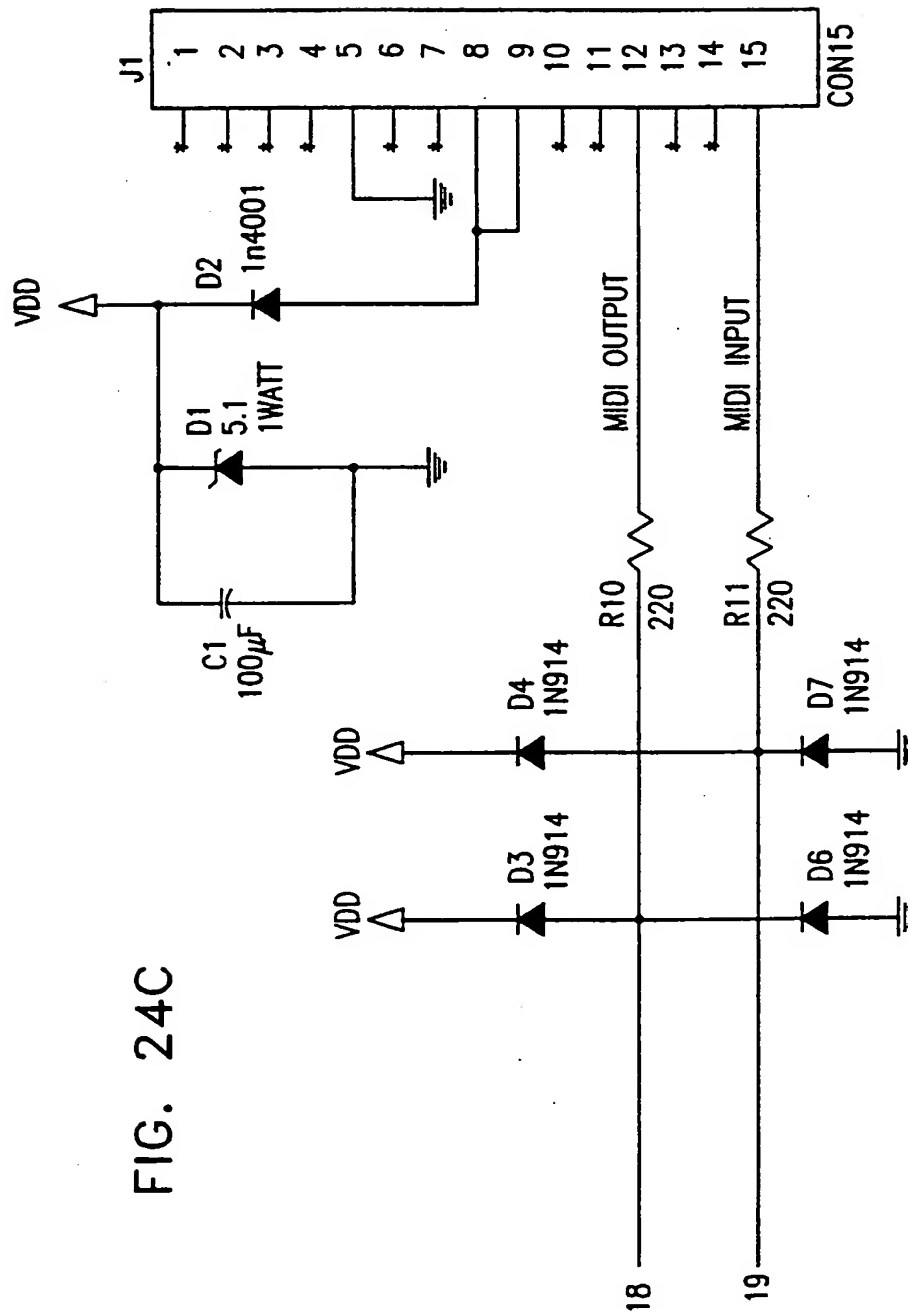 FIG. 24C
J1
1
2
3
4
5
6
7
8
9
10
11
12
13
14
15
CON15
*
*
*
*
*
*
*
*
*
*
VDD
D2
1n4001
D1
5.1
1WATT
C1
100μF
MIDI OUTPUT
MIDI INPUT
R10
220
R11
220
VDD
D4
1N914
D7
1N914
VDD
D3
1N914
D6
1N914
18
19